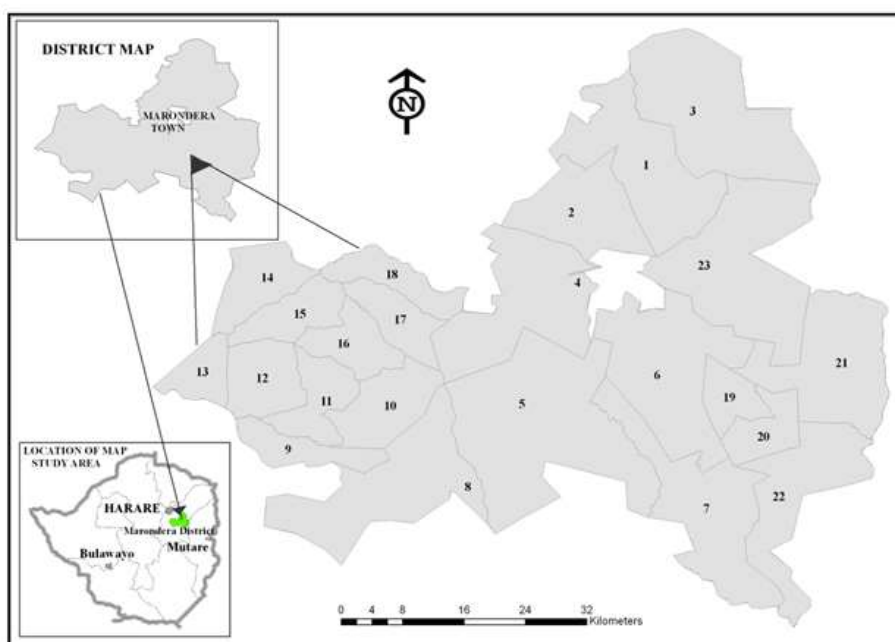 DISTRICT MAP
MARONDERA
TOWN
N
3
1
2
23
4
18
14
15
17
16
13
12
11
10
5
6
21
19
20
9
8
7
22
LOCATION OF MAP
STUDY AREA
HARARE
Marondera District
Mutare
Bulawayo
0 2 4 8 16 24 32
Kilometers